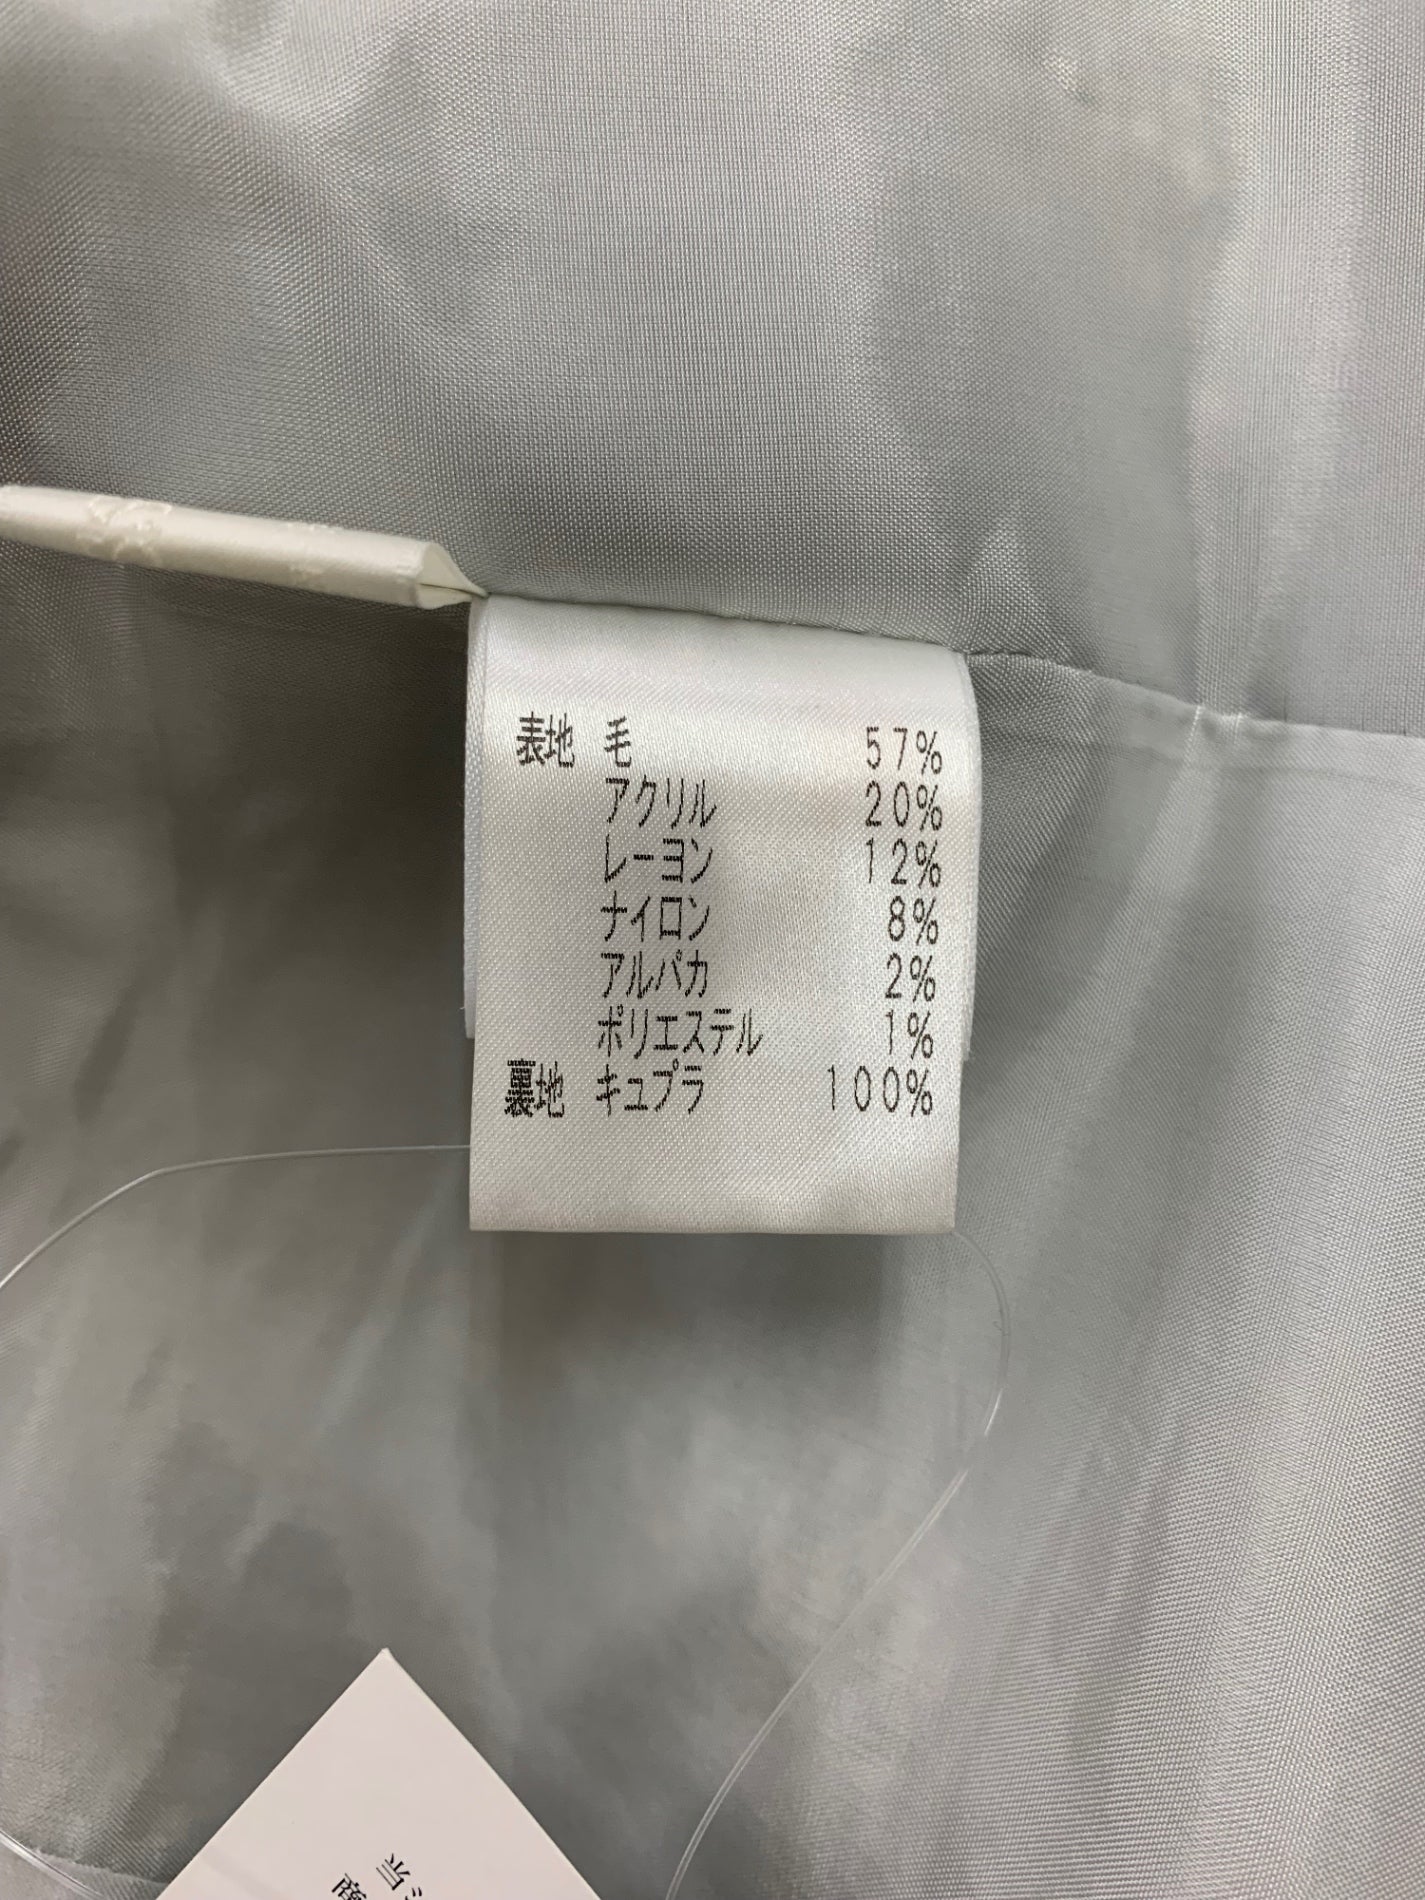 表地 毛 57%
アクリル 20%
レーヨン 12%
ナイロン 8%
アルパカ 2%
ポリエステル 1%
裏地 キュプラ 100%
当
商